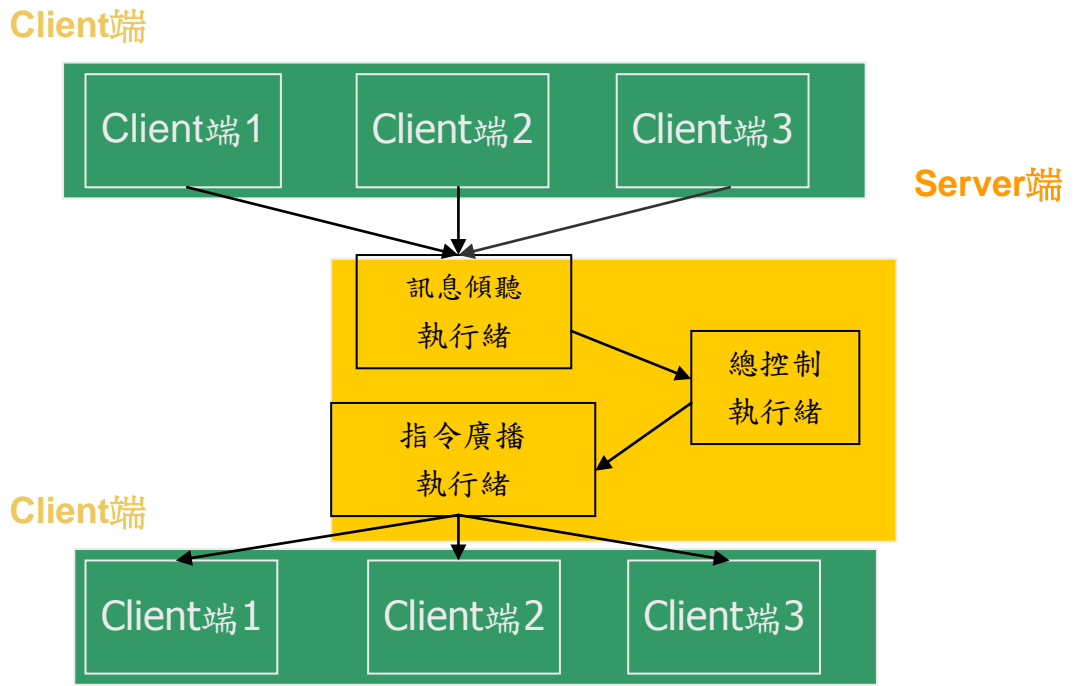 Client端
Client端1
Client端2
Client端3
Server端
訊息傾聽
執行緒
總控制
執行緒
指令廣播
執行緒
Client端
Client端1
Client端2
Client端3